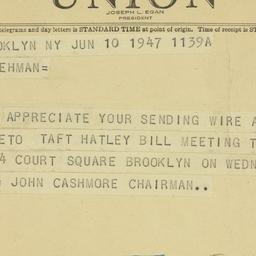 UNION
JOSEPH L. EGAN
PRESIDENT
telegrams and day letters is STANDARD TIME at point of origin. Time of receipt is STA
OKLYN NY JUN 10 1947 1139A
EHMAN=
APPRECIATE YOUR SENDING WIRE A
ETO TAFT HATLEY BILL MEETING T
4 COURT SQUARE BROOKLYN ON WEDN
JOHN CASHMORE CHAIRMAN..